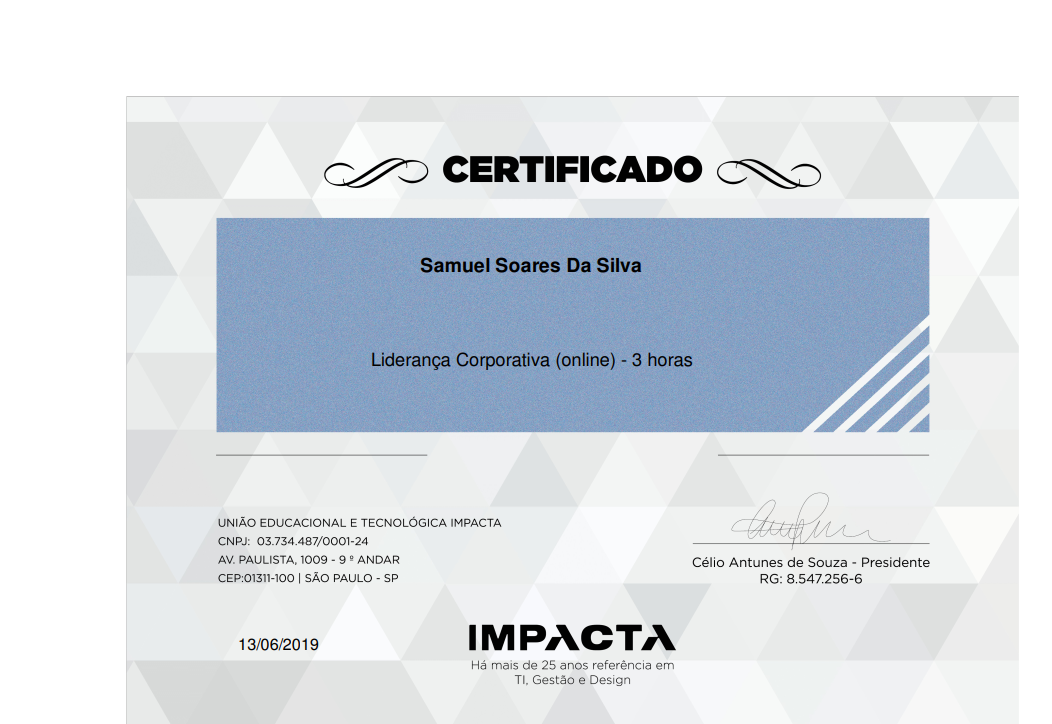 CERTIFICADO
Samuel Soares Da Silva
Liderança Corporativa (online) - 3 horas
UNIÃO EDUCACIONAL E TECNOLÓGICA IMPACTA
CNPJ: 03.734.487/0001-24
AV. PAULISTA, 1009 - 9 º ANDAR
CEP:01311-100 | SÃO PAULO - SP
Célio Antunes de Souza - Presidente
RG: 8.547.256-6
13/06/2019
IMPACTA
Há mais de 25 anos referência em
TI, Gestão e Design